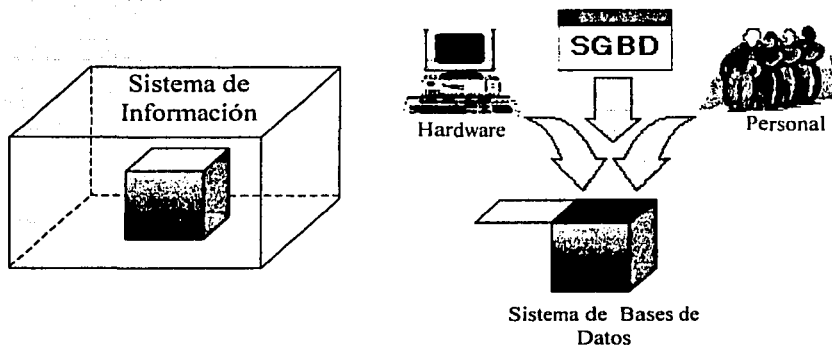 Sistema de
Información
SGBD
Hardware
Personal
Sistema de Bases de
Datos